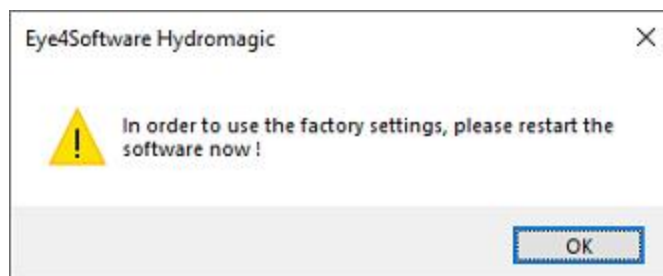 Eye4Software Hydromagic
In order to use the factory settings, please restart the
software now !
OK